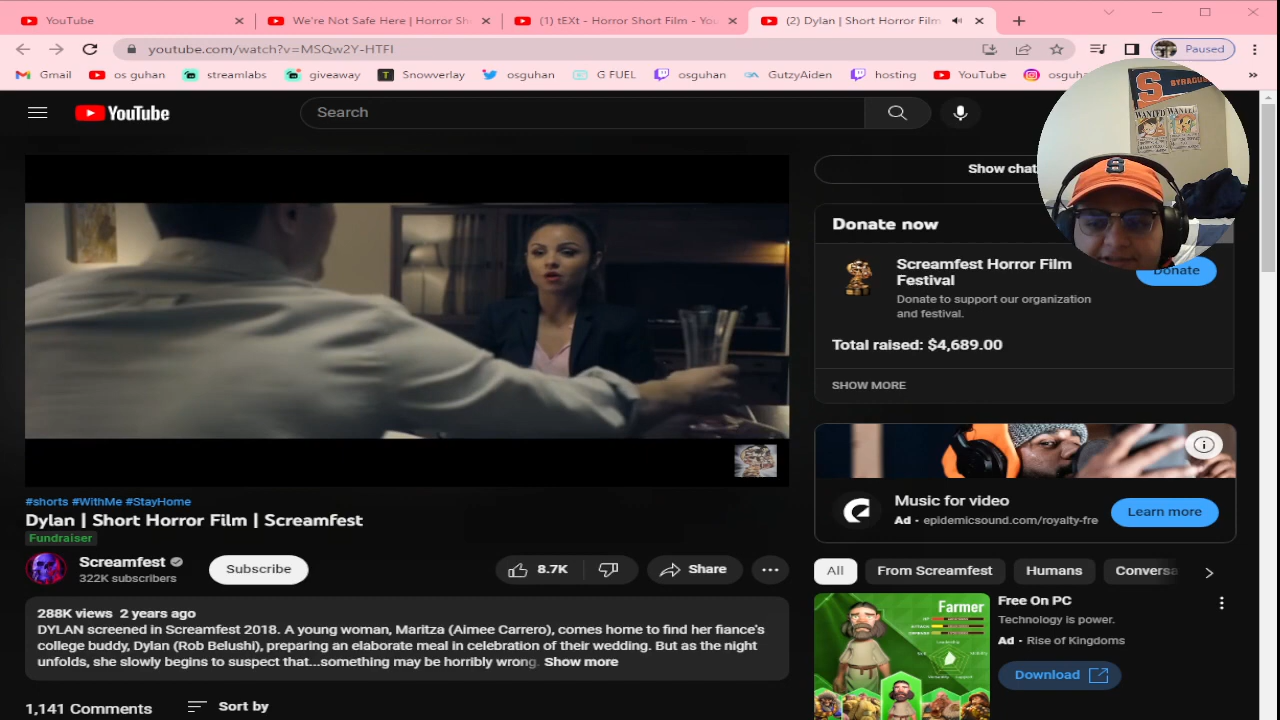 YouTube
We're Not Safe Here | Horror Sh
(1) tEXt - Horror Short Film - You
(2) Dylan | Short Horror Film
youtube.com/watch?v=MSQw2Y-HTFI
Paused
Gmail
os guhan
streamlabs
giveaway
Snowverlay
osguhan
G FUEL
osguhan
GutzyAiden
hosting
YouTube
osguha
YouTube
Search
SYRACUS
WANTED WANTED
Show chat
Donate now
Screamfest Horror Film
Festival
Donate to support our organization
and festival.
Donate
Total raised: $4,689.00
SHOW MORE
Music for video
Ad · epidemicsound.com/royalty-fre
Learn more
#shorts #WithMe #StayHome
Dylan | Short Horror Film | Screamfest
Fundraiser
Screamfest
322K subscribers
Subscribe
8.7K
Share
All
From Screamfest
Humans
Conversa
288K views 2 years ago
DYLAN screened in Screamfest 2018. A young woman, Maritza (Aimee Garcia), comes home to find her fiance's
college buddy, Dylan (Rob Belushi), preparing an elaborate meal in celebration of their wedding. But as the night
unfolds, she slowly begins to suspect that...something may be horribly wrong. Show more
1,141 Comments
Sort by
Farmer
Free On PC
Technology is power.
Ad · Rise of Kingdoms
Download